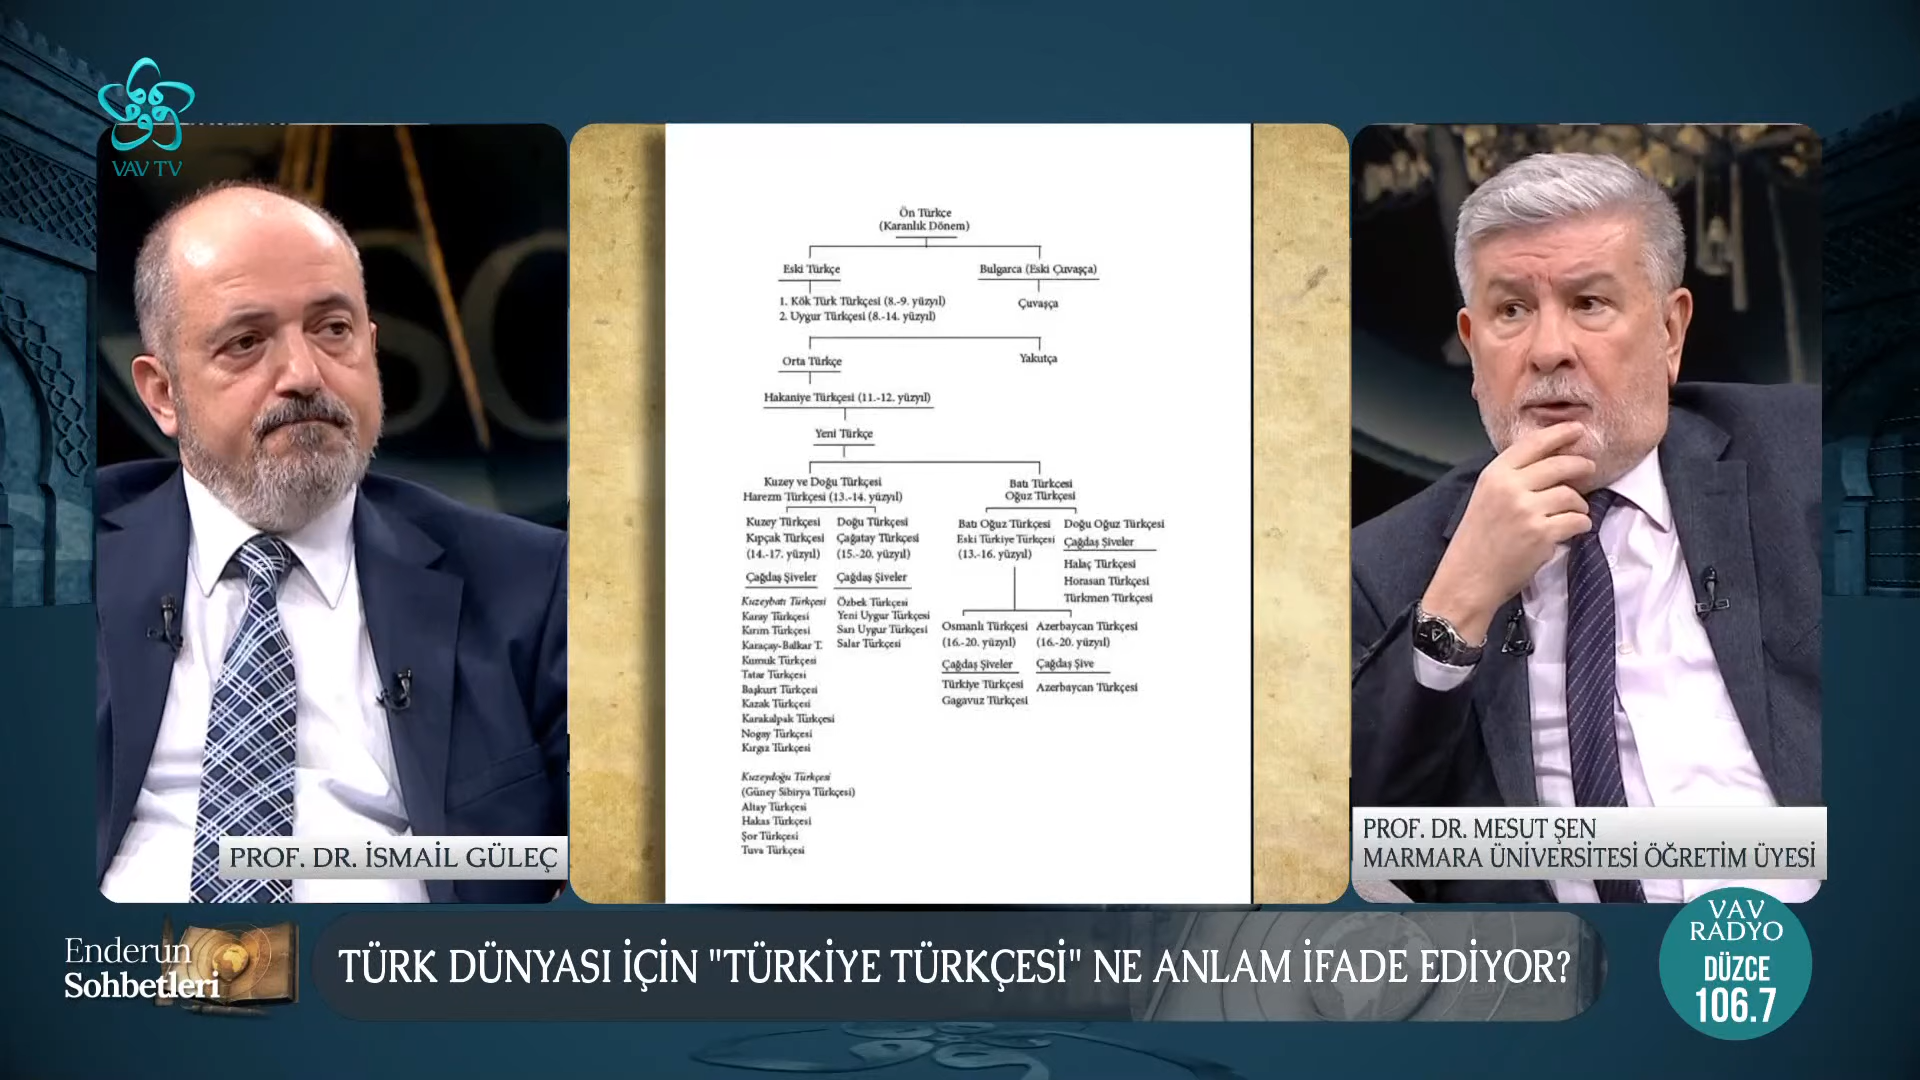 VAV TV
Ön Türkçe
(Karanlık Dönem)
Eski Türkçe
Bulgarca (Eski Çuvaşça)
1. Kök Türk Türkçesi (8.-9. yüzyıl)
2. Uygur Türkçesi (8.-14. yüzyıl)
Çuvaşça
Orta Türkçe
Yakutça
Hakaniye Türkçesi (11.-12. yüzyıl)
Yeni Türkçe
Kuzey ve Doğu Türkçesi
Harezm Türkçesi (13.-14. yüzyıl)
Batı Türkçesi
Oğuz Türkçesi
Kuzey Türkçesi
Kıpçak Türkçesi
(14.-17. yüzyıl)
Çağdaş Şiveler
Kuzeybatı Türkçesi
Karay Türkçesi
Kırım Türkçesi
Karaçay-Balkar T.
Kumuk Türkçesi
Tatar Türkçesi
Başkurt Türkçesi
Kazak Türkçesi
Karakalpak Türkçesi
Nogay Türkçesi
Kırgız Türkçesi
Kuzeydoğu Türkçesi
(Güney Sibirya Türkçesi)
Altay Türkçesi
Hakas Türkçesi
Şor Türkçesi
Tuva Türkçesi
Doğu Türkçesi
Çağatay Türkçesi
(15.-20. yüzyıl)
Çağdaş Şiveler
Özbek Türkçesi
Yeni Uygur Türkçesi
Sarı Uygur Türkçesi
Salar Türkçesi
Batı Oğuz Türkçesi
Eski Türkiye Türkçesi
(13.-16. yüzyıl)
Doğu Oğuz Türkçesi
Çağdaş Şiveler
Halaç Türkçesi
Horasan Türkçesi
Türkmen Türkçesi
Osmanlı Türkçesi
(16.-20. yüzyıl)
Çağdaş Şiveler
Türkiye Türkçesi
Gagavuz Türkçesi
Azerbaycan Türkçesi
(16.-20. yüzyıl)
Çağdaş Şive
Azerbaycan Türkçesi
PROF. DR. İSMAİL GÜLEÇ
PROF. DR. MESUT ŞEN
MARMARA ÜNİVERSİTESİ ÖĞRETİM ÜYESİ
Enderun
Sohbetleri
TÜRK DÜNYASI İÇİN "TÜRKİYE TÜRKÇESİ" NE ANLAM İFADE EDİYOR?
VAV
RADYO
DÜZCE
106.7